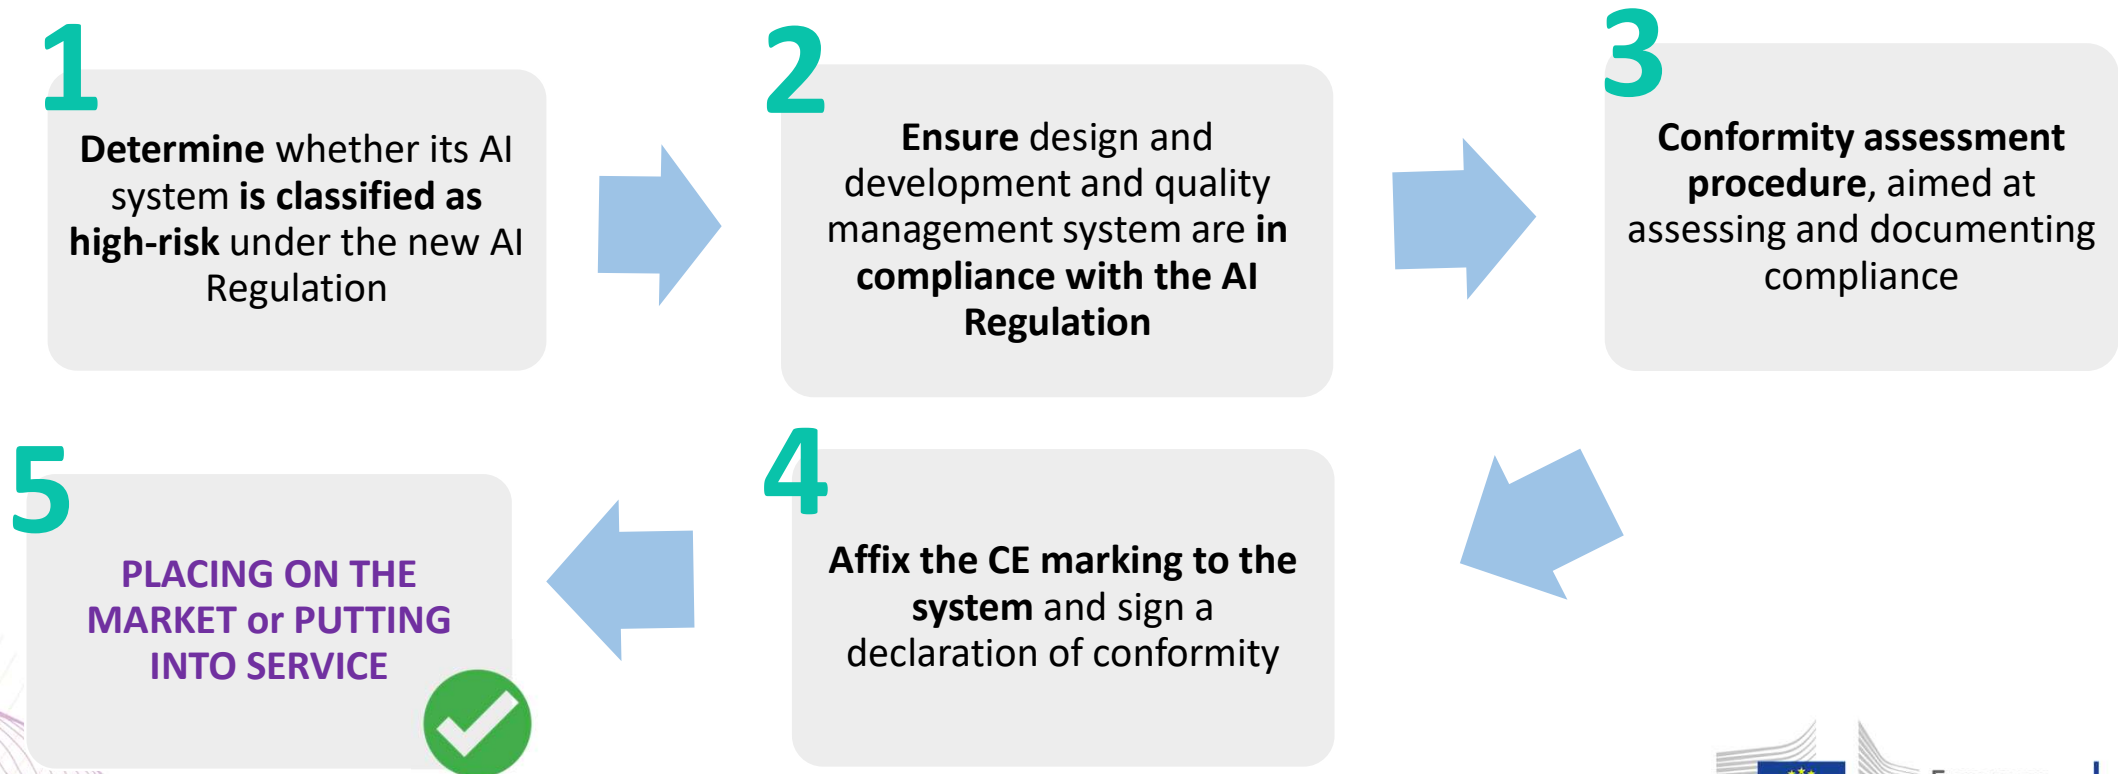 1
Determine whether its AI
system is classified as
high-risk under the new AI
Regulation
2
Ensure design and
development and quality
management system are in
compliance with the AI
Regulation
3
Conformity assessment
procedure, aimed at
assessing and documenting
compliance
4
Affix the CE marking to the
system and sign a
declaration of conformity
5
PLACING ON THE
MARKET or PUTTING
INTO SERVICE